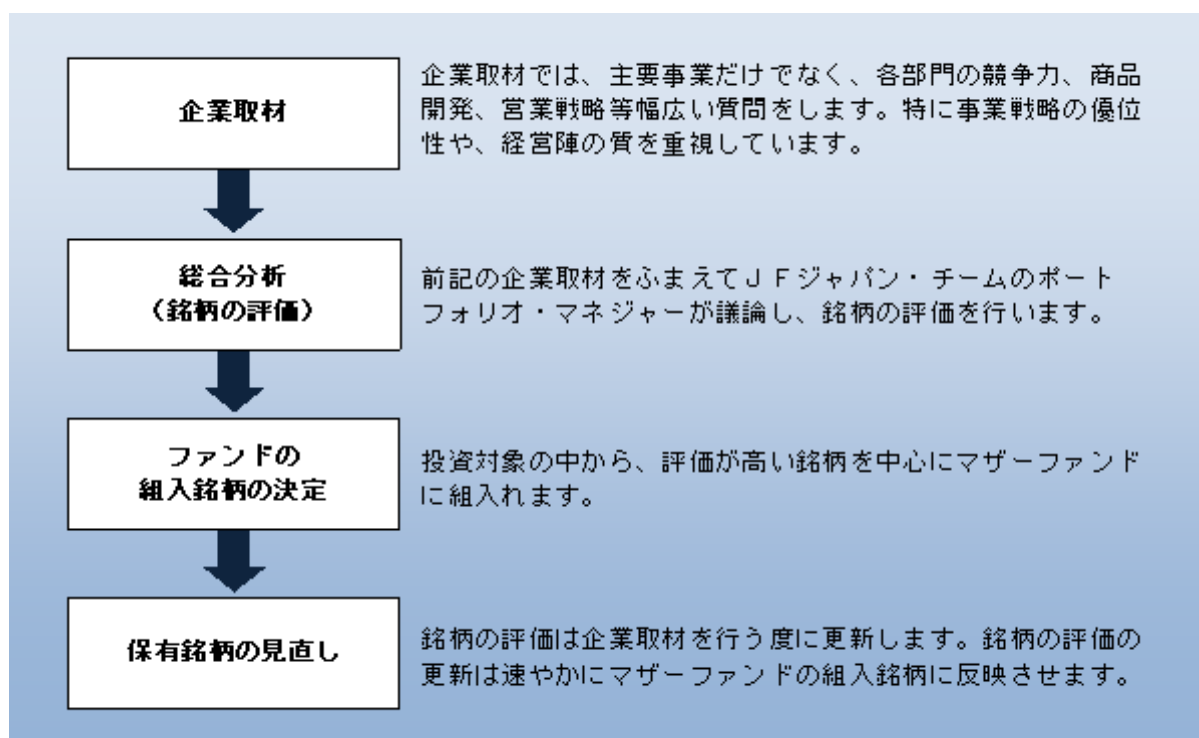 企業取材
企業取材では、主要事業だけでなく、各部門の競争力、商品
開発、営業戦略等幅広い質問をします。特に事業戦略の優位
性や、経営陣の質を重視しています。
総合分析
（銘柄の評価）
前記の企業取材をふまえてＪＦジャパン・チームのポート
フォリオ・マネジャーが議論し、銘柄の評価を行います。
ファンドの
組入銘柄の決定
投資対象の中から、評価が高い銘柄を中心にマザーファンド
に組入れます。
保有銘柄の見直し
銘柄の評価は企業取材を行う度に更新します。銘柄の評価の
更新は速やかにマザーファンドの組入銘柄に反映させます。